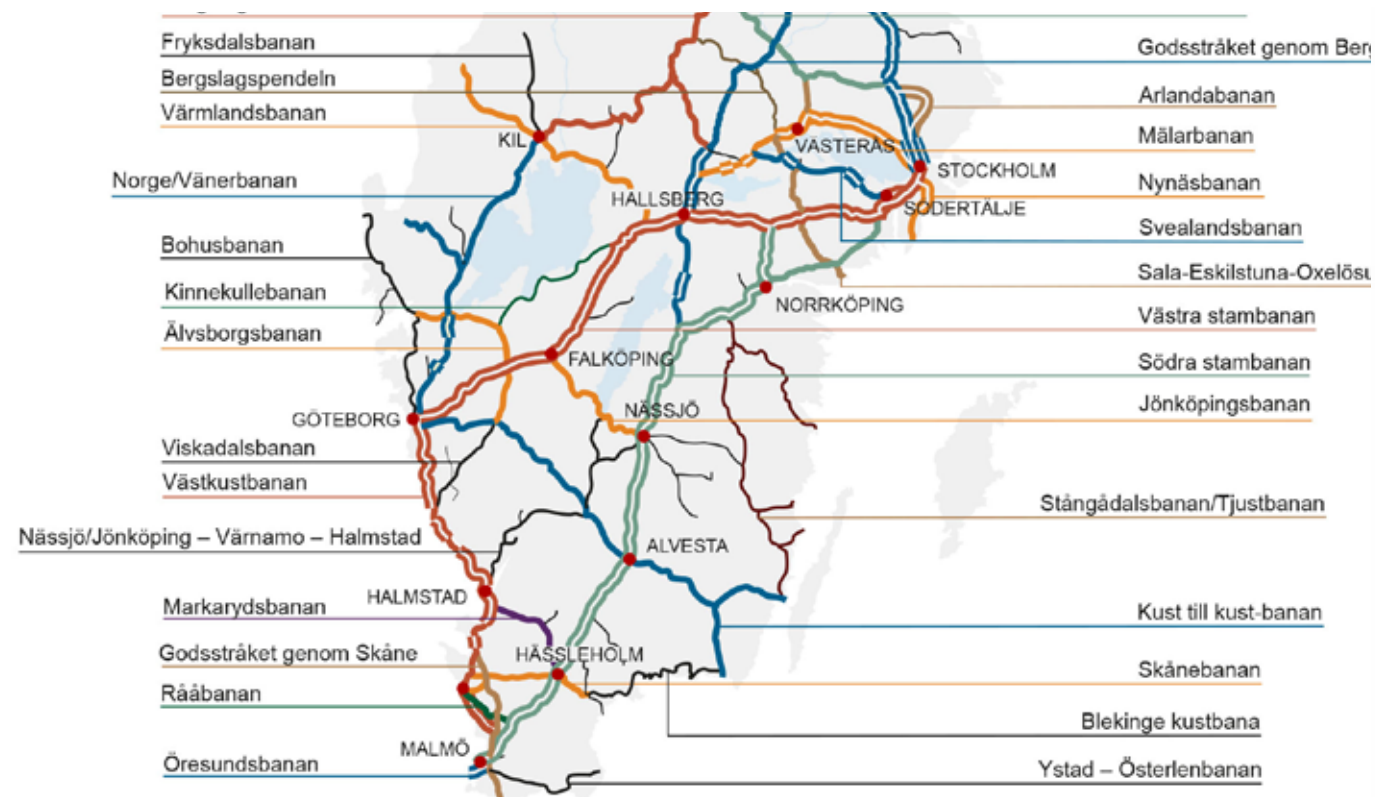 Fryksdalsbanan
Bergslagspendeln
Värmlandsbanan
Norge/Vänerbanan
Bohusbanan
Kinnekullebanan
Älvsborgsbanan
Viskadalsbanan
Västkustbanan
Nässjö/Jönköping – Värnamo – Halmstad
Markarydsbanan
Godsstråket genom Skåne
Rååbanan
Öresundsbanan
KIL
HALLSBERG
VÄSTERÅS
STOCKHOLM
SÖDERTÄLJE
NORRKÖPING
FALKÖPING
GÖTEBORG
NÄSSJÖ
ALVESTA
HALMSTAD
HÄSSLEHOLM
MALMÖ
Godsstråket genom Berg
Arlandabanan
Mälarbanan
Nynäsbanan
Svealandsbanan
Sala-Eskilstuna-Oxelösu
Västra stambanan
Södra stambanan
Jönköpingsbanan
Stångådalsbanan/Tjustbanan
Kust till kust-banan
Skånebanan
Blekinge kustbana
Ystad – Österlenbanan